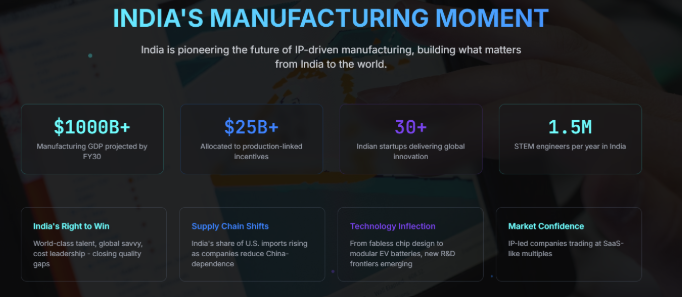 INDIA'S MANUFACTURING MOMENT
India is pioneering the future of IP-driven manufacturing, building what matters
from India to the world.
$1000B+
Manufacturing GDP projected by
FY30
$25B+
Allocated to production-linked
incentives
30+
Indian startups delivering global
innovation
1.5M
STEM engineers per year in India
India's Right to Win
World-class talent, global savvy,
cost leadership - closing quality
gaps
Supply Chain Shifts
India's share of U.S. imports rising
as companies reduce China-
dependence
Technology Inflection
From fabless chip design to
modular EV batteries, new R&D
frontiers emerging
Market Confidence
IP-led companies trading at SaaS-
like multiples